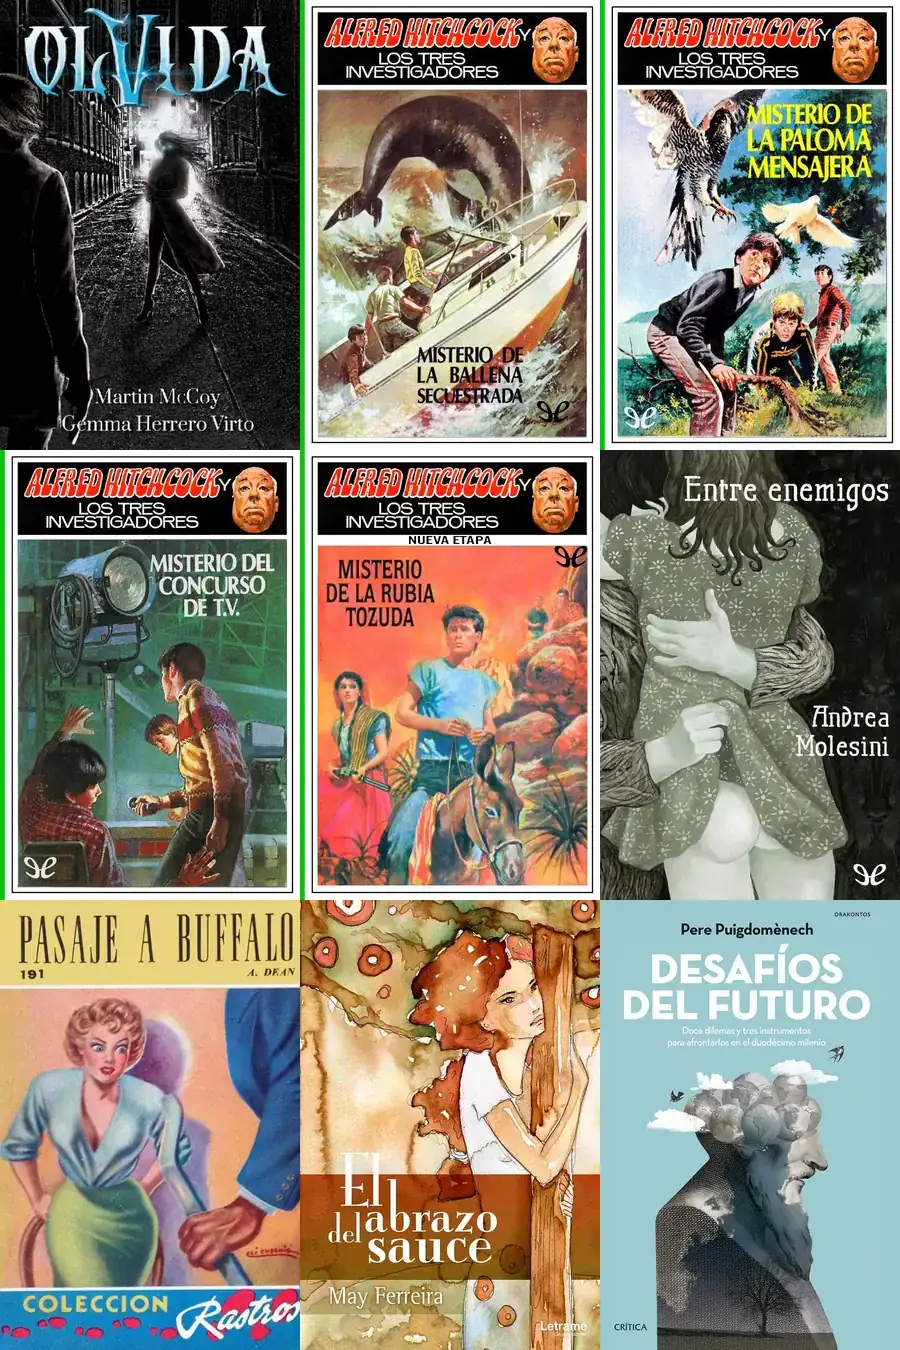 OLVIDA
Martin McCoy
Gemma Herrero Virto
ALFRED HITCHCOCK Y
LOS TRES
INVESTIGADORES
MISTERIO DE
LA BALLENA
SECUESTRADA
ALFRED HITCHCOCK Y
LOS TRES
INVESTIGADORES
MISTERIO DE
LA PALOMA
MENSAJERA
ALFRED HITCHCOCK Y
LOS TRES
INVESTIGADORES
MISTERIO DEL
CONCURSO
DE T.V.
ALFRED HITCHCOCK Y
LOS TRES
INVESTIGADORES
NUEVA ETAPA
MISTERIO
DE LA RUBIA
TOZUDA
Entre enemigos
Andrea
Molesini
PASAJE A BUFFALO
191
A. DEAN
COLECCION
Rastros
El
abrazo
del
sauce
May Ferreira
Letrame
DRAKONTOS
Pere Puigdomènech
DESAFÍOS
DEL FUTURO
Doce dilemas y tres instrumentos
para afrontarlos en el duodécimo milenio
CRÍTICA